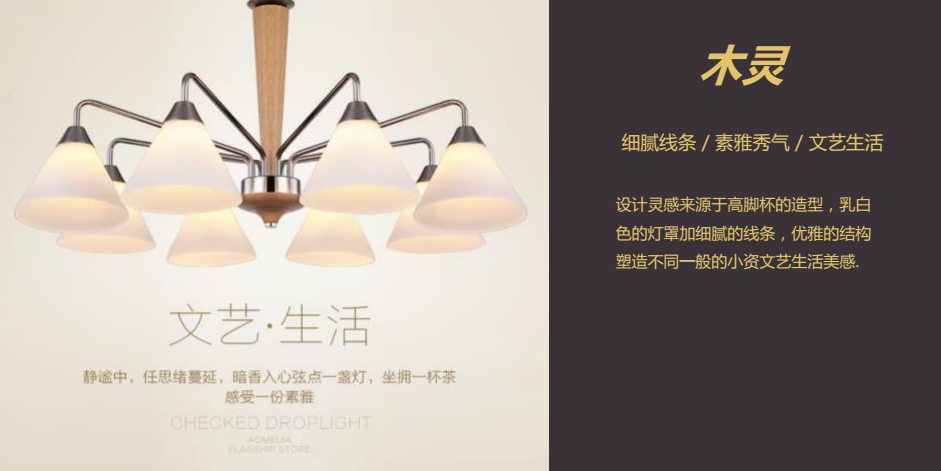 文艺·生活
静谧中，任思绪蔓延，暗香入心弦点一盏灯，坐拥一杯茶
感受一份素雅
CHECKED DROPLIGHT
AOMEIJIA
FLAGSHIP STORE
木灵
细腻线条 / 素雅秀气 / 文艺生活
设计灵感来源于高脚杯的造型，乳白
色的灯罩加细腻的线条，优雅的结构
塑造不同一般的小资文艺生活美感.